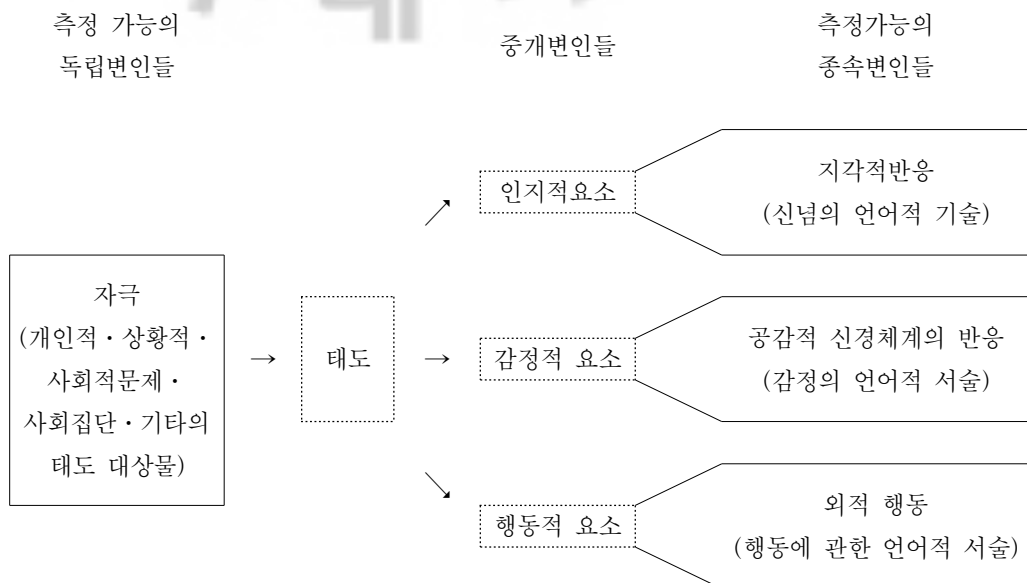 측정 가능의
독립변인들
중개변인들
측정가능의
종속변인들
자극
(개인적·상황적·
사회적문제·
사회집단·기타의
태도 대상물)
→
태도
↗
→
↘
인지적요소
지각적반응
(신념의 언어적 기술)
감정적 요소
공감적 신경체계의 반응
(감정의 언어적 서술)
행동적 요소
외적 행동
(행동에 관한 언어적 서술)